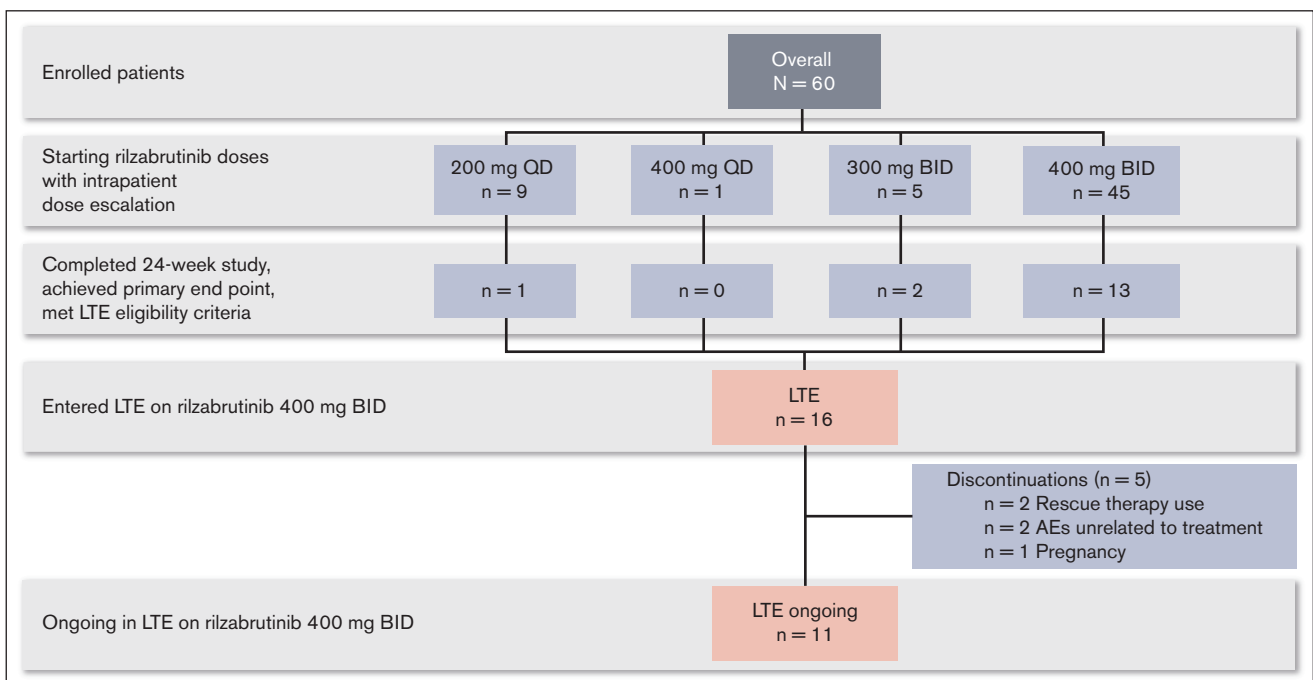 Enrolled patients
Overall
N = 60
Starting rilzabrutinib doses
with intrapatient
dose escalation
200 mg QD
n = 9
400 mg QD
n = 1
300 mg BID
n = 5
400 mg BID
n = 45
Completed 24-week study,
achieved primary end point,
met LTE eligibility criteria
n = 1
n = 0
n = 2
n = 13
Entered LTE on rilzabrutinib 400 mg BID
LTE
n = 16
Discontinuations (n = 5)
n = 2 Rescue therapy use
n = 2 AEs unrelated to treatment
n = 1 Pregnancy
Ongoing in LTE on rilzabrutinib 400 mg BID
LTE ongoing
n = 11